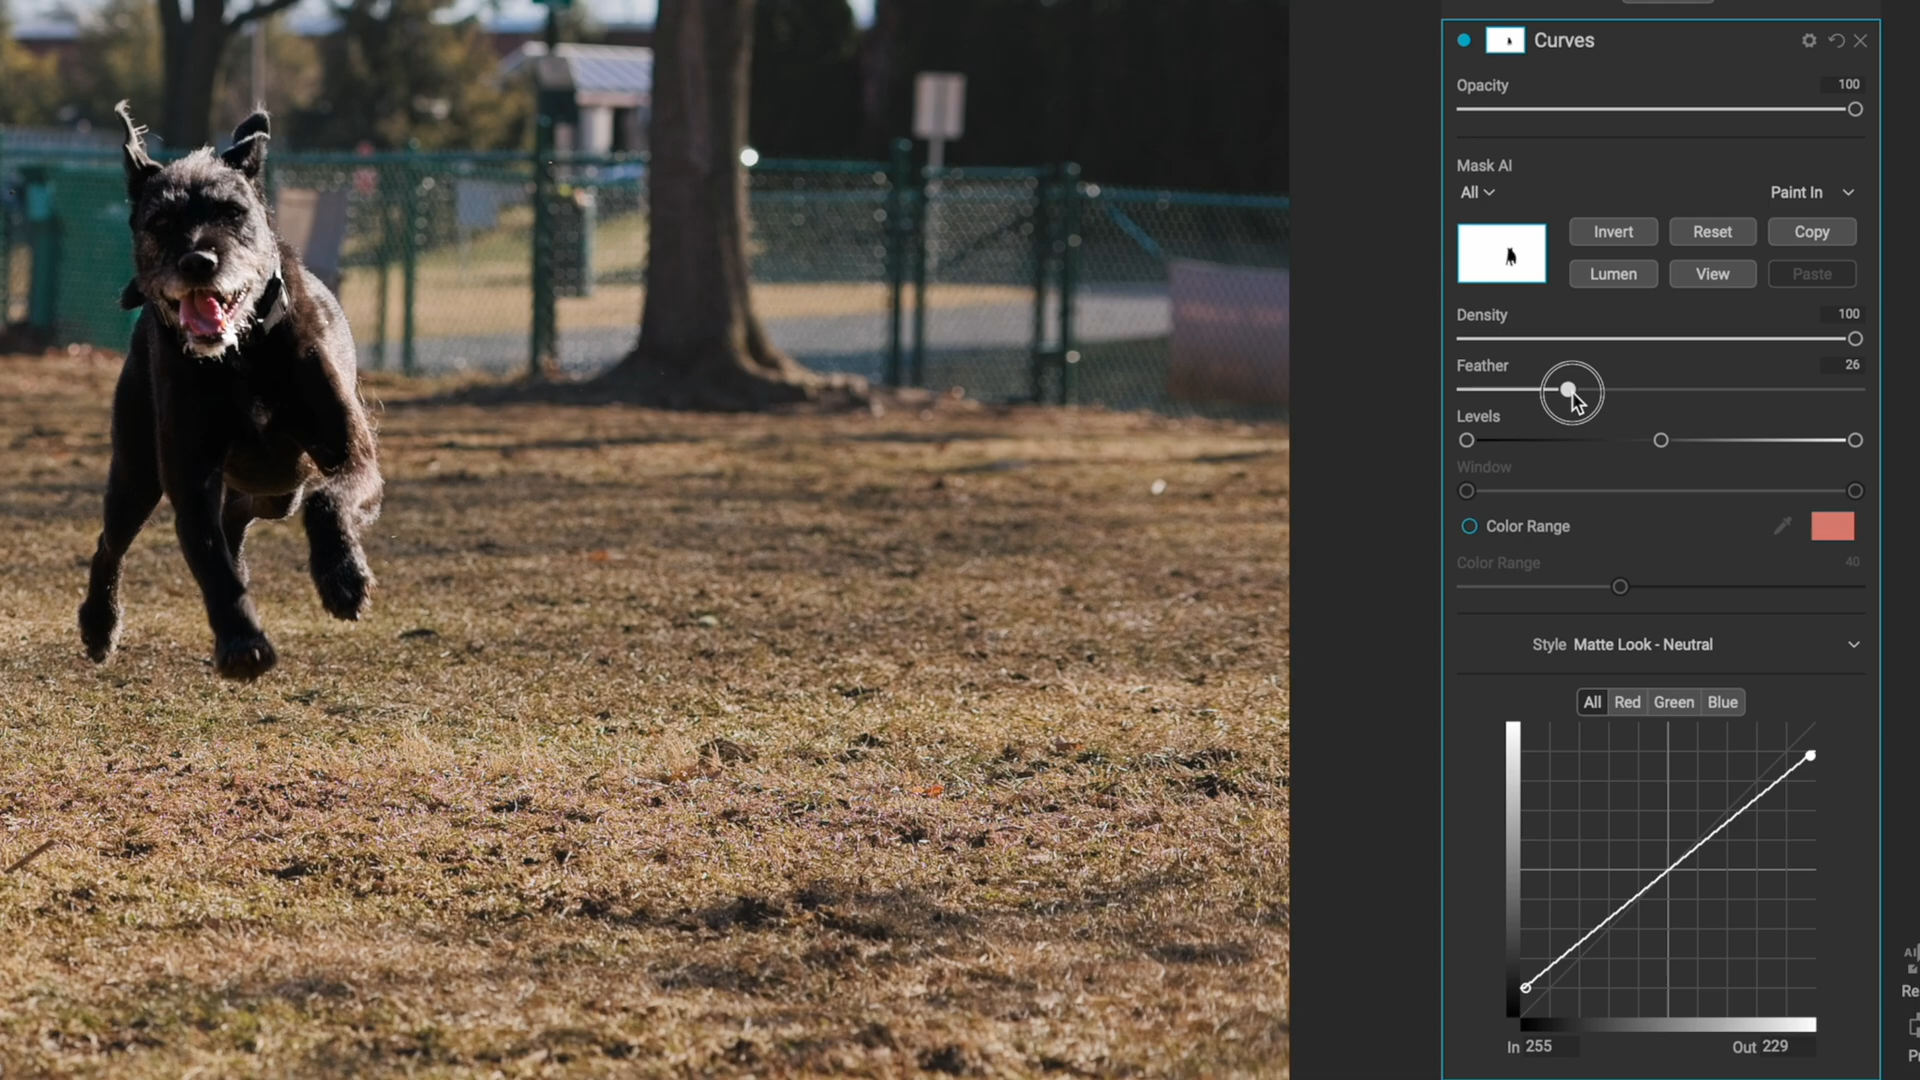 Curves
Opacity 100
Mask AI
All Paint In
Invert Reset Copy
Lumen View Paste
Density 100
Feather 26
Levels
Window
Color Range
Color Range 40
Style Matte Look - Neutral
All Red Green Blue
In 255 Out 229